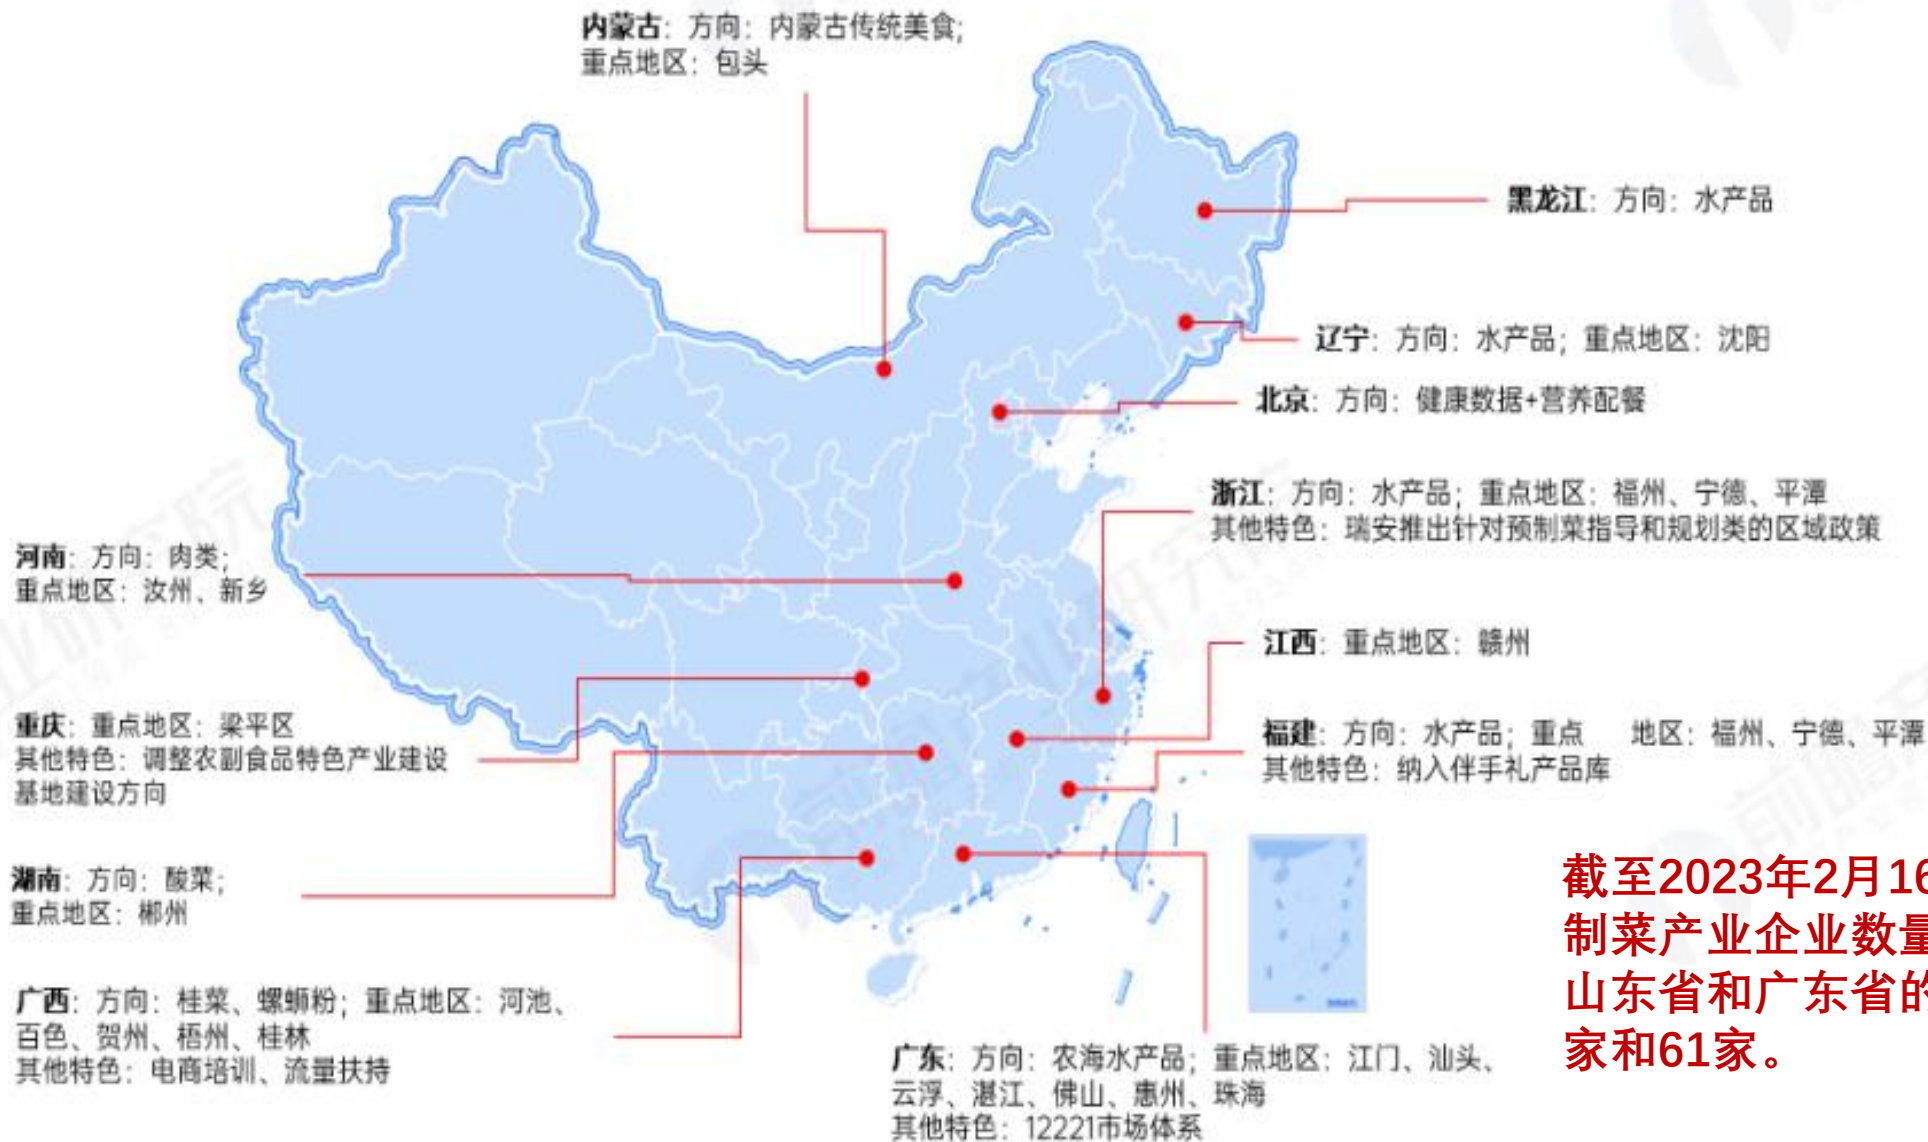 内蒙古：方向：内蒙古传统美食；
重点地区：包头
黑龙江：方向：水产品
辽宁：方向：水产品；重点地区：沈阳
北京：方向：健康数据+营养配餐
浙江：方向：水产品；重点地区：福州、宁德、平潭
其他特色：瑞安推出针对预制菜指导和规划类的区域政策
河南：方向：肉类；
重点地区：汝州、新乡
江西：重点地区：赣州
重庆：重点地区：梁平区
其他特色：调整农副食品特色产业建设
基地建设方向
福建：方向：水产品；重点 地区：福州、宁德、平潭
其他特色：纳入伴手礼产品库
湖南：方向：酸菜；
重点地区：郴州
截至2023年2月16
制菜产业企业数量
山东省和广东省的
家和61家。
广西：方向：桂菜、螺蛳粉；重点地区：河池、
百色、贺州、梧州、桂林
其他特色：电商培训、流量扶持
广东：方向：农海水产品；重点地区：江门、汕头、
云浮、湛江、佛山、惠州、珠海
其他特色：12221市场体系